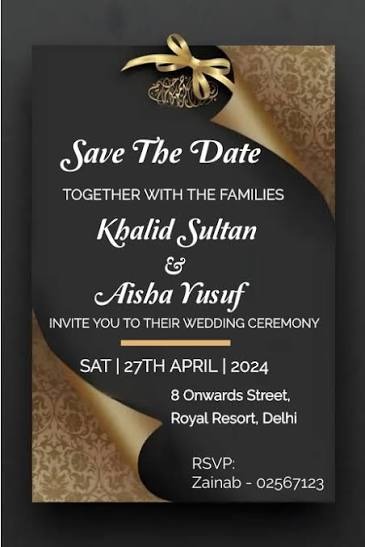 Save The Date
TOGETHER WITH THE FAMILIES
Khalid Sultan
&
Aisha Yusuf
INVITE YOU TO THEIR WEDDING CEREMONY
SAT | 27TH APRIL | 2024
8 Onwards Street,
Royal Resort, Delhi
RSVP:
Zainab - 02567123